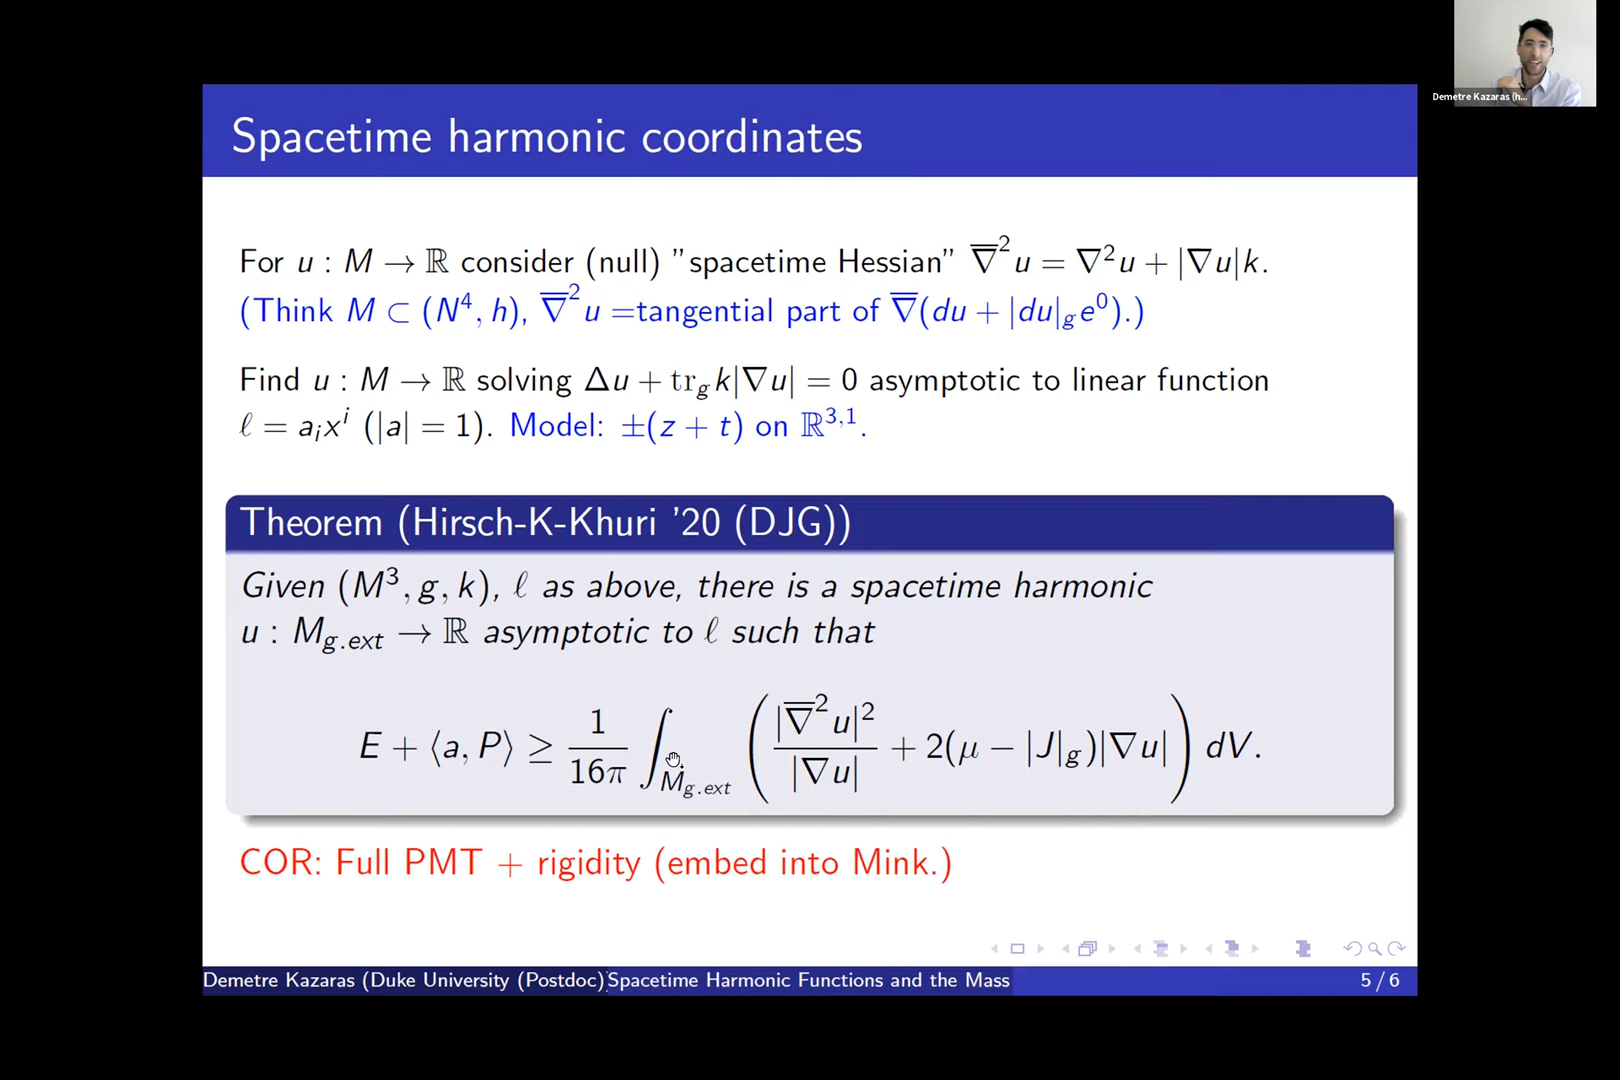 Demetre Kazaras (h...
Spacetime harmonic coordinates
For u : M → ℝ consider (null) ”spacetime Hessian” ∇̅²u = ∇²u + |∇u|k.
(Think M ⊂ (N⁴, h), ∇̅²u =tangential part of ∇̅(du + |du|_g e⁰).)
Find u : M → ℝ solving Δu + tr_g k|∇u| = 0 asymptotic to linear function
ℓ = a_i x^i (|a| = 1). Model: ±(z + t) on ℝ^{3,1}.
Theorem (Hirsch-K-Khuri ’20 (DJG))
Given (M³, g, k), ℓ as above, there is a spacetime harmonic
u : M_{g.ext} → ℝ asymptotic to ℓ such that
E + ⟨a, P⟩ ≥ \frac{1}{16π} ∫_{M_{g.ext}} ( \frac{|∇̅²u|²}{|∇u|} + 2(μ − |J|_g)|∇u| ) dV.
COR: Full PMT + rigidity (embed into Mink.)
Demetre Kazaras (Duke University (Postdoc) Spacetime Harmonic Functions and the Mass 5 / 6